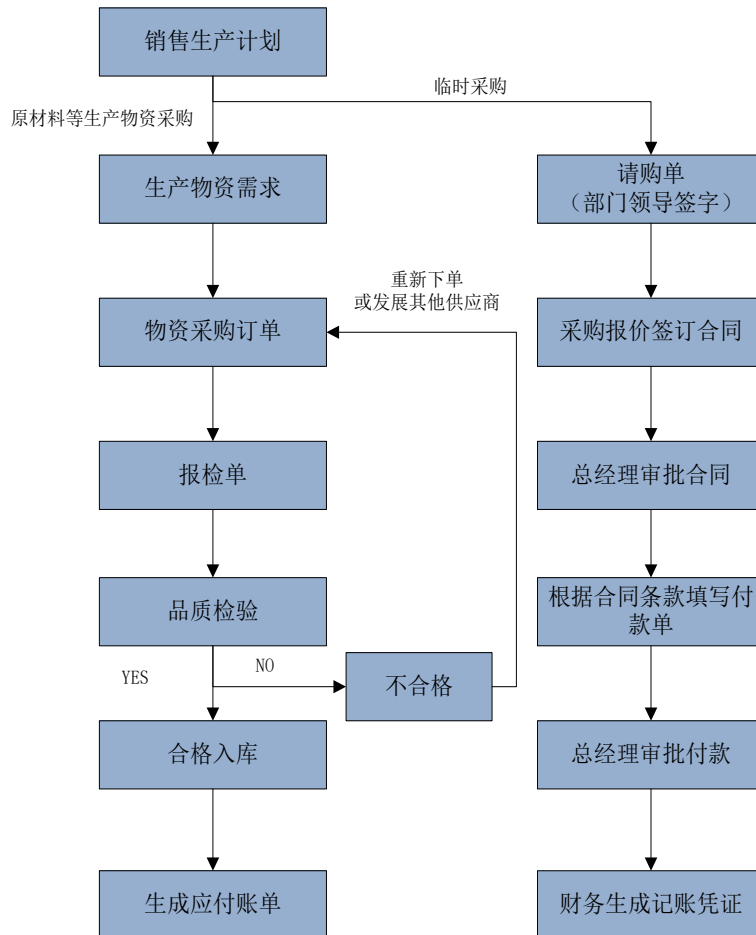 销售生产计划
临时采购
原材料等生产物资采购
生产物资需求
请购单
（部门领导签字）
重新下单
或发展其他供应商
物资采购订单
采购报价签订合同
报检单
总经理审批合同
品质检验
根据合同条款填写付
款单
YES
NO
不合格
合格入库
总经理审批付款
生成应付账单
财务生成记账凭证